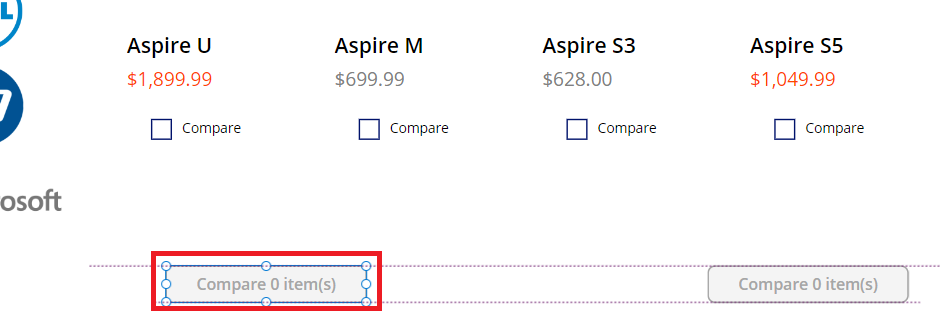 L
Aspire U Aspire M Aspire S3 Aspire S5
$1,899.99 $699.99 $628.00 $1,049.99
Compare Compare Compare Compare
osoft
Compare 0 item(s) Compare 0 item(s)